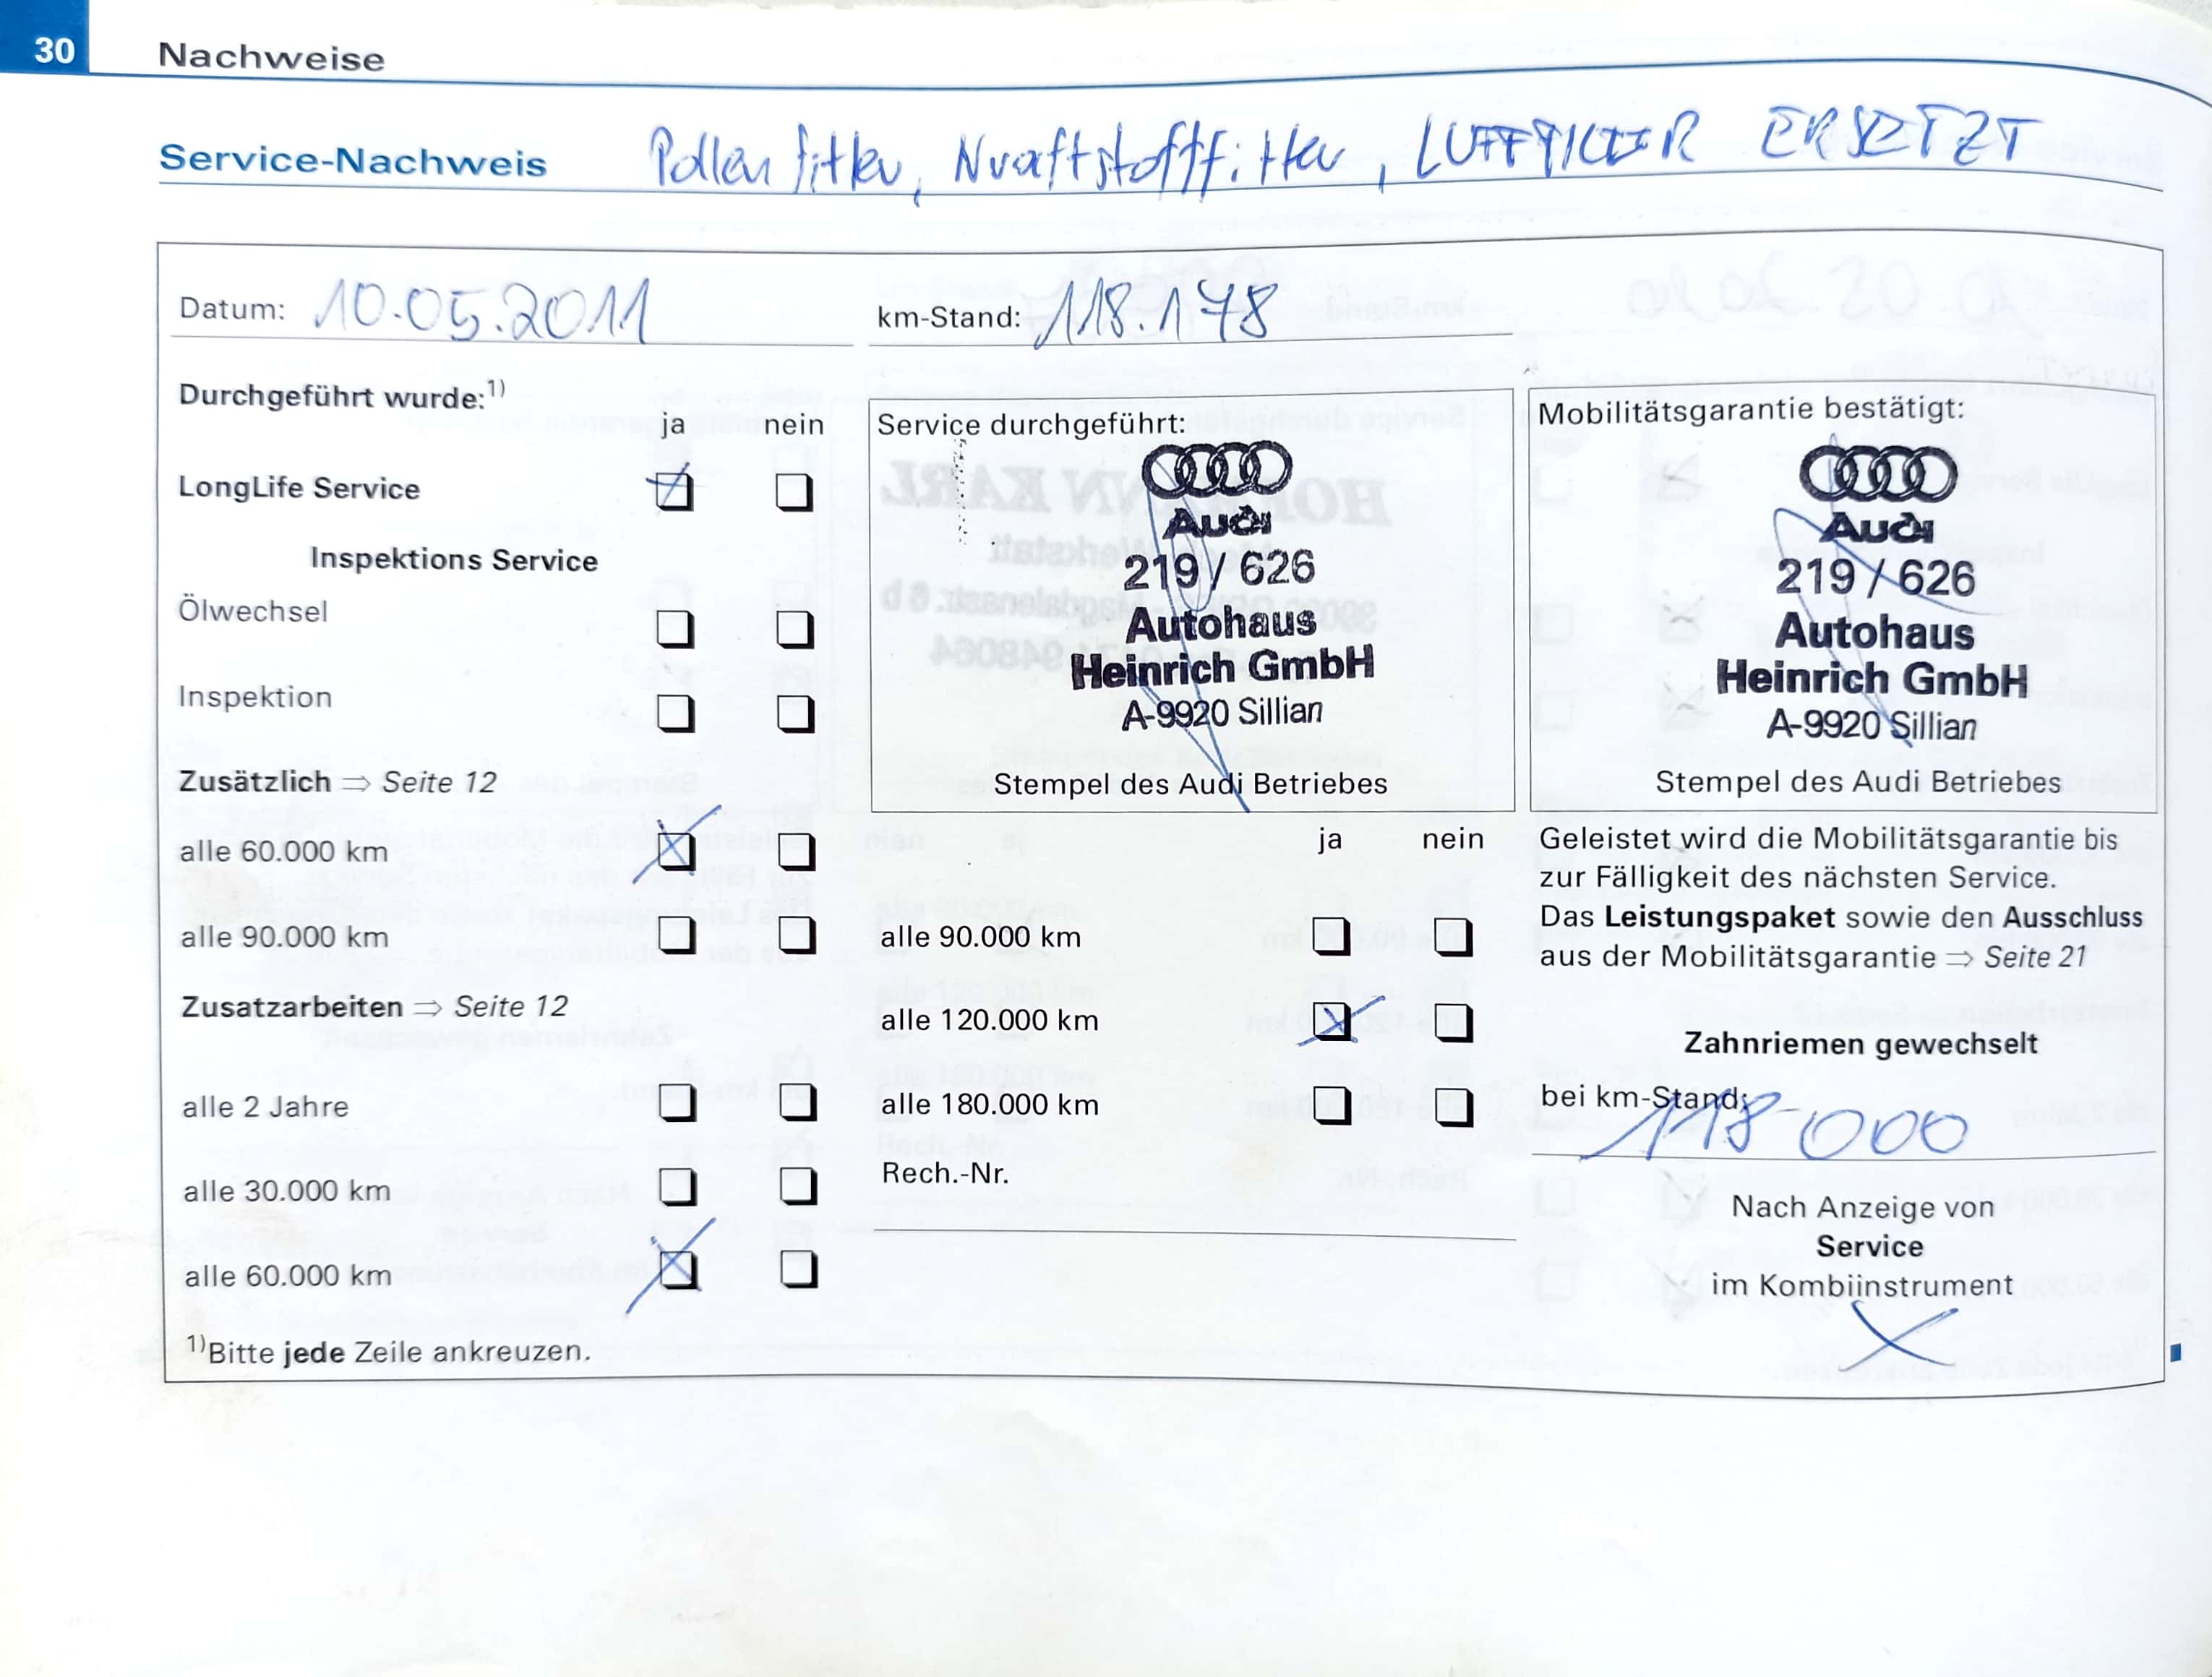 30 Nachweise
Service-Nachweis Pollenfilter, Kraftstofffilter, LUFTFILTER ERSETZT
Datum: 10.05.2011 km-Stand: 118.178
Durchgeführt wurde:1)
ja nein
LongLife Service
Inspektions Service
Ölwechsel
Inspektion
Zusätzlich ⇒ Seite 12
alle 60.000 km
alle 90.000 km
Zusatzarbeiten ⇒ Seite 12
alle 2 Jahre
alle 30.000 km
alle 60.000 km
1)Bitte jede Zeile ankreuzen.
Service durchgeführt:
Audi
219 / 626
Autohaus
Heinrich GmbH
A-9920 Sillian
Stempel des Audi Betriebes
ja nein
alle 90.000 km
alle 120.000 km
alle 180.000 km
Rech.-Nr.
Mobilitätsgarantie bestätigt:
Audi
219 / 626
Autohaus
Heinrich GmbH
A-9920 Sillian
Stempel des Audi Betriebes
Geleistet wird die Mobilitätsgarantie bis
zur Fälligkeit des nächsten Service.
Das Leistungspaket sowie den Ausschluss
aus der Mobilitätsgarantie ⇒ Seite 21
Zahnriemen gewechselt
bei km-Stand: 118 000
Nach Anzeige von
Service
im Kombiinstrument